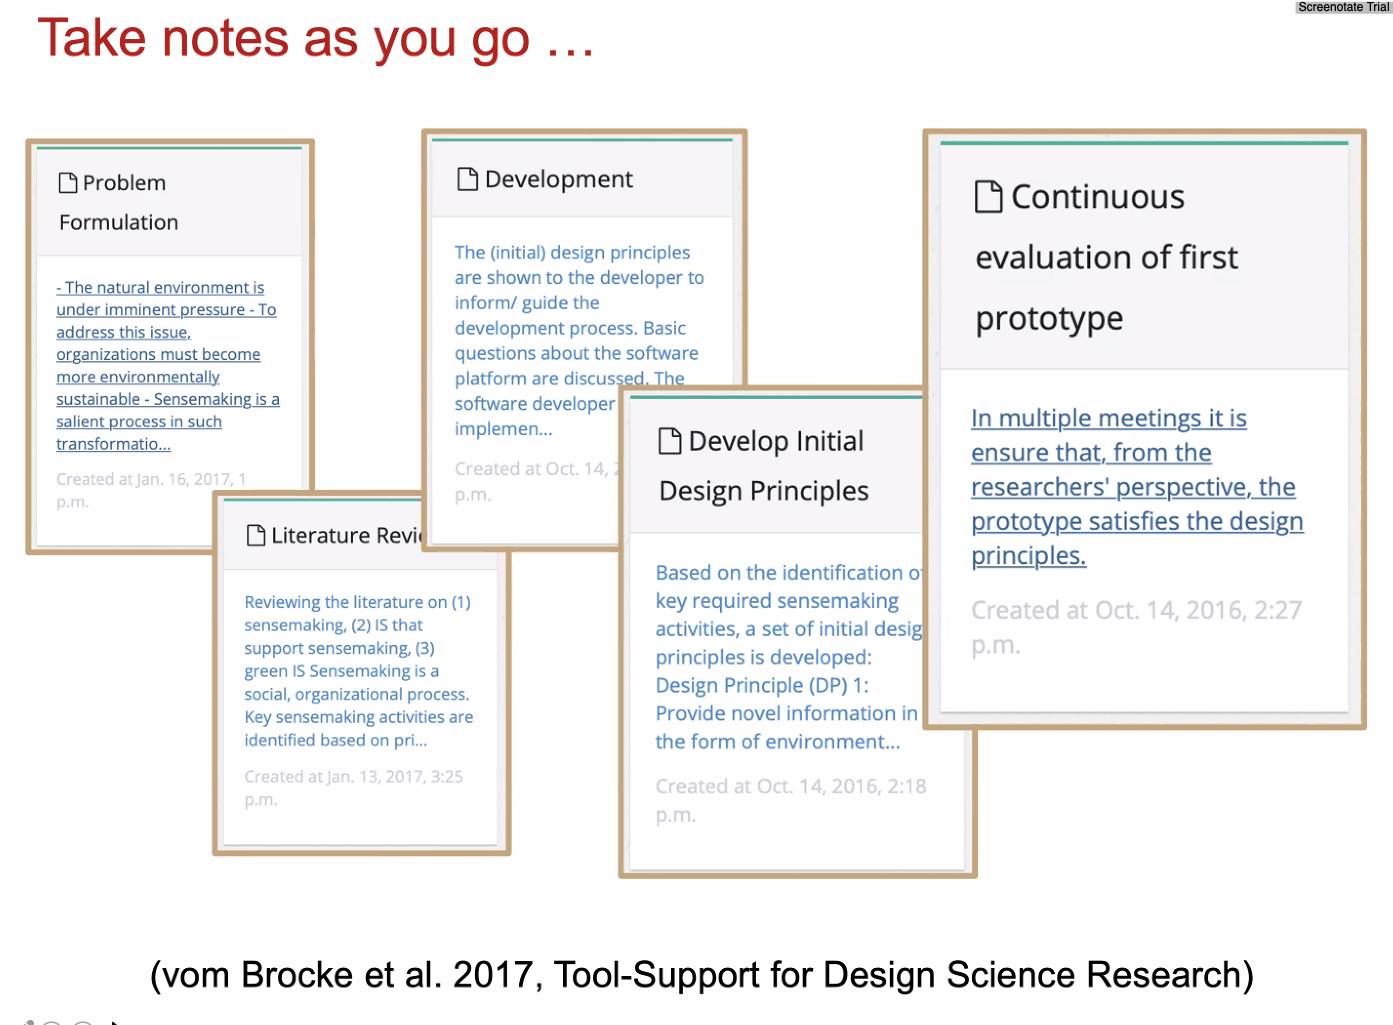 Screenotate Trial
Take notes as you go …
Problem
Formulation
- The natural environment is
under imminent pressure - To
address this issue,
organizations must become
more environmentally
sustainable - Sensemaking is a
salient process in such
transformatio...
Created at Jan. 16, 2017, 1
p.m.
Literature Revi
Reviewing the literature on (1)
sensemaking, (2) IS that
support sensemaking, (3)
green IS Sensemaking is a
social, organizational process.
Key sensemaking activities are
identified based on pri...
Created at Jan. 13, 2017, 3:25
p.m.
Development
The (initial) design principles
are shown to the developer to
inform/ guide the
development process. Basic
questions about the software
platform are discussed. The
software developer
implemen...
Created at Oct. 14, 2
p.m.
Develop Initial
Design Principles
Based on the identification of
key required sensemaking
activities, a set of initial desig
principles is developed:
Design Principle (DP) 1:
Provide novel information in
the form of environment...
Created at Oct. 14, 2016, 2:18
p.m.
Continuous
evaluation of first
prototype
In multiple meetings it is
ensure that, from the
researchers' perspective, the
prototype satisfies the design
principles.
Created at Oct. 14, 2016, 2:27
p.m.
(vom Brocke et al. 2017, Tool-Support for Design Science Research)